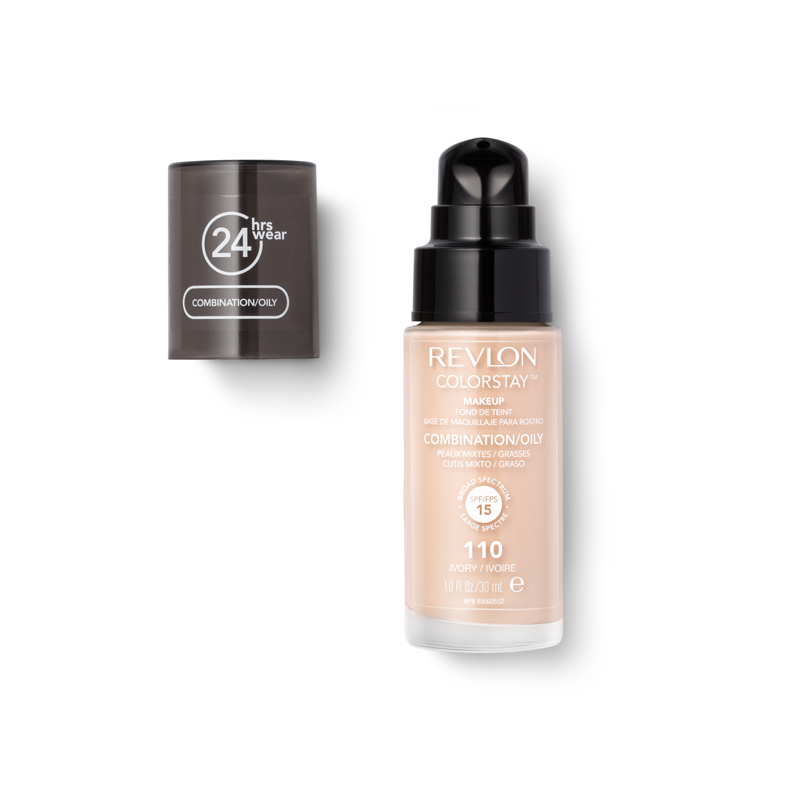 24 hrs
wear
COMBINATION/OILY
REVLON
COLORSTAY™
MAKEUP
FOND DE TEINT
BASE DE MAQUILLAJE PARA ROSTRO
COMBINATION/OILY
PEAUX MIXTES / GRASSES
CUTIS MIXTO / GRASO
BROAD SPECTRUM
SPF/FPS
15
LARGE SPECTRE
110
IVORY / IVOIRE
1.0 fl. Oz./30 mL e